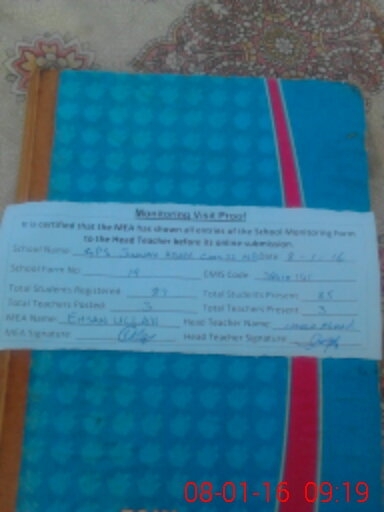 Monitoring Visit Proof
It is certified that the MEA has shown all entries of the School Monitoring Form
To the Head Teacher before its online submission.
School Name: GPS Date 8-1-16
School Form No 19 EMIS Code
Total Students Registered 87 Total Students Present 85
Total Teachers Posted 3 Total Teachers Present 3
MEA Name: EHSAN ULLAH Head Teacher Name
MEA Signature Head Teacher Signature
08-01-16 09:19